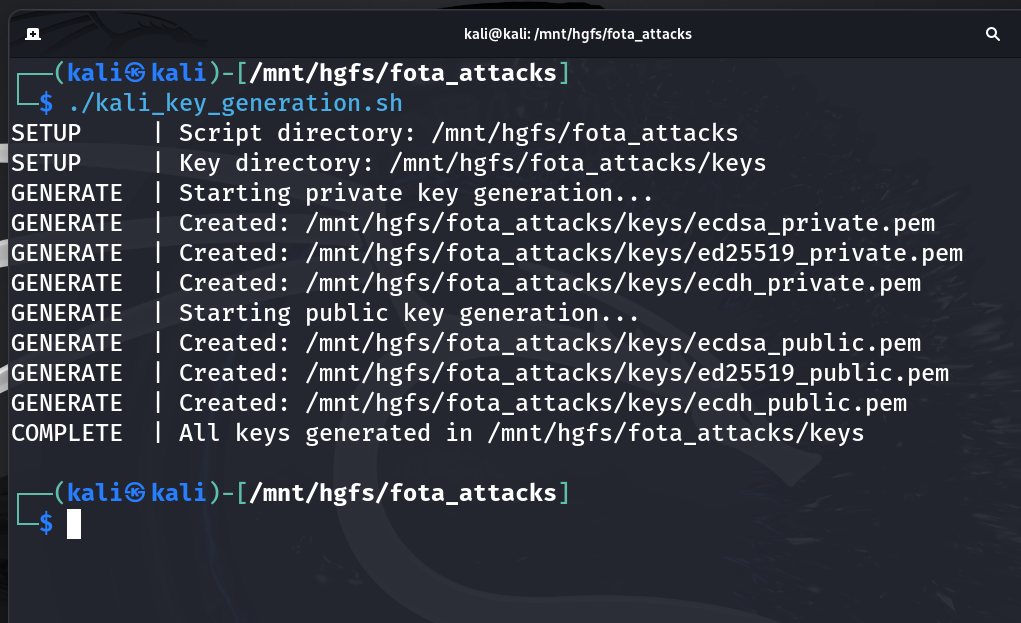 kali@kali: /mnt/hgfs/fota_attacks
┌──(kali㉿kali)-[/mnt/hgfs/fota_attacks]
└─$ ./kali_key_generation.sh
SETUP     | Script directory: /mnt/hgfs/fota_attacks
SETUP     | Key directory: /mnt/hgfs/fota_attacks/keys
GENERATE  | Starting private key generation...
GENERATE  | Created: /mnt/hgfs/fota_attacks/keys/ecdsa_private.pem
GENERATE  | Created: /mnt/hgfs/fota_attacks/keys/ed25519_private.pem
GENERATE  | Created: /mnt/hgfs/fota_attacks/keys/ecdh_private.pem
GENERATE  | Starting public key generation...
GENERATE  | Created: /mnt/hgfs/fota_attacks/keys/ecdsa_public.pem
GENERATE  | Created: /mnt/hgfs/fota_attacks/keys/ed25519_public.pem
GENERATE  | Created: /mnt/hgfs/fota_attacks/keys/ecdh_public.pem
COMPLETE  | All keys generated in /mnt/hgfs/fota_attacks/keys
┌──(kali㉿kali)-[/mnt/hgfs/fota_attacks]
└─$